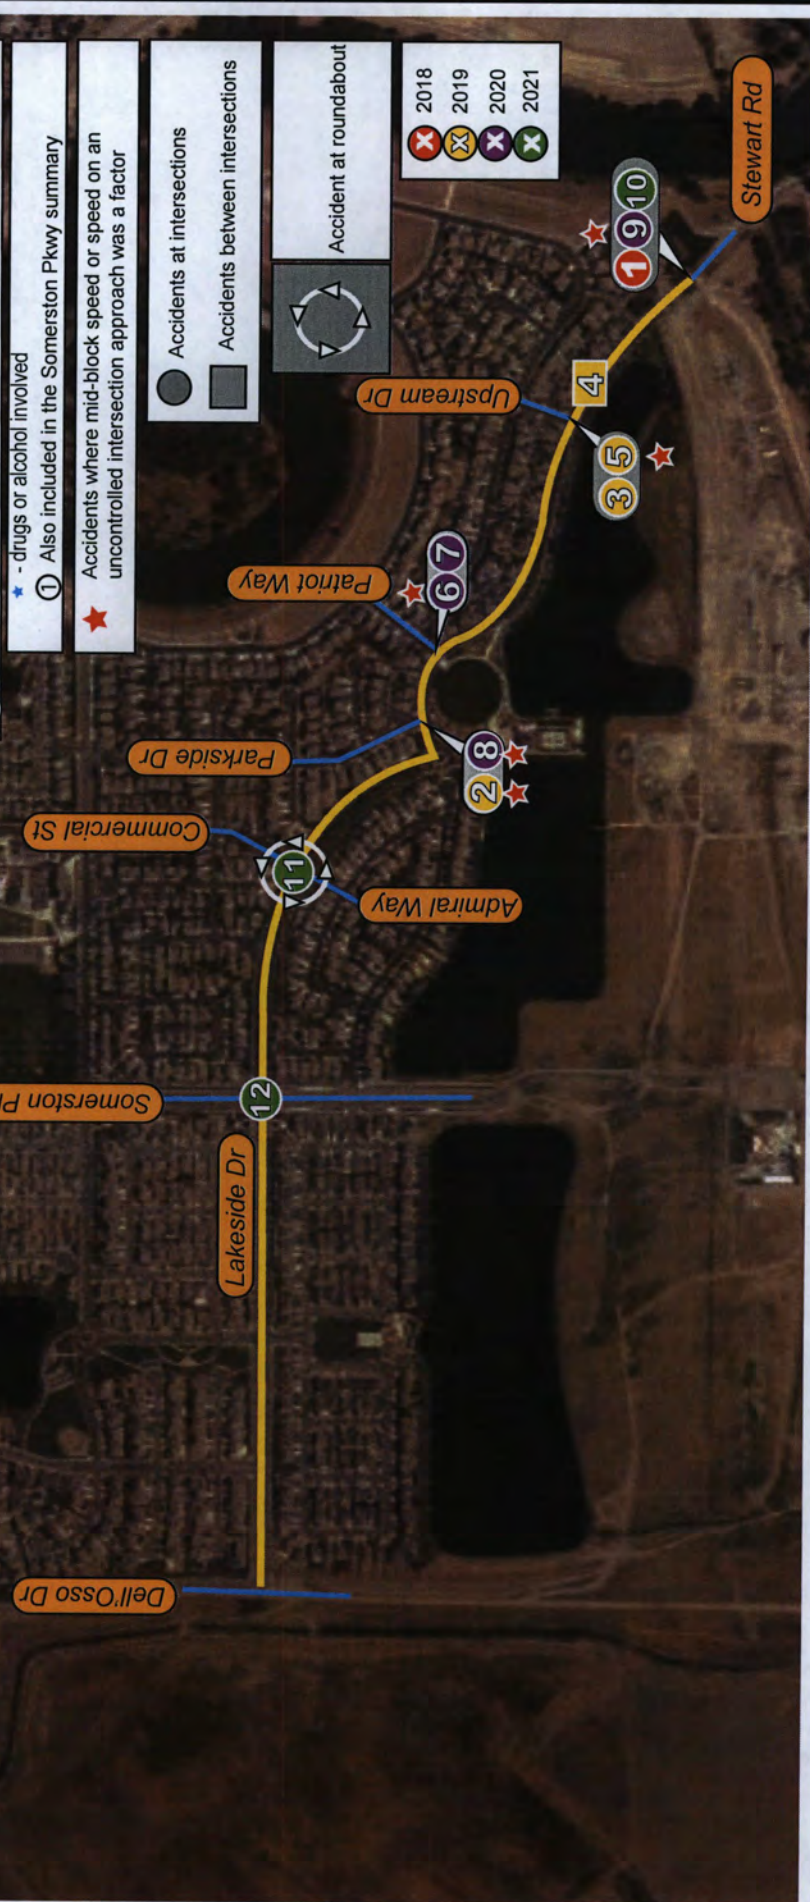 ★ - drugs or alcohol involved
① Also included in the Somerston Pkwy summary
★ Accidents where mid-block speed or speed on an
uncontrolled intersection approach was a factor
Accidents at intersections
Accidents between intersections
Accident at roundabout
X 2018
X 2019
X 2020
X 2021
Dell'Osso Dr
Lakeside Dr
Somerston
12
Commercial St
11
Admiral Way
Parkside Dr
2 8
Patriot Way
6 7
Upstream Dr
3 5
4
1 9 10
Stewart Rd